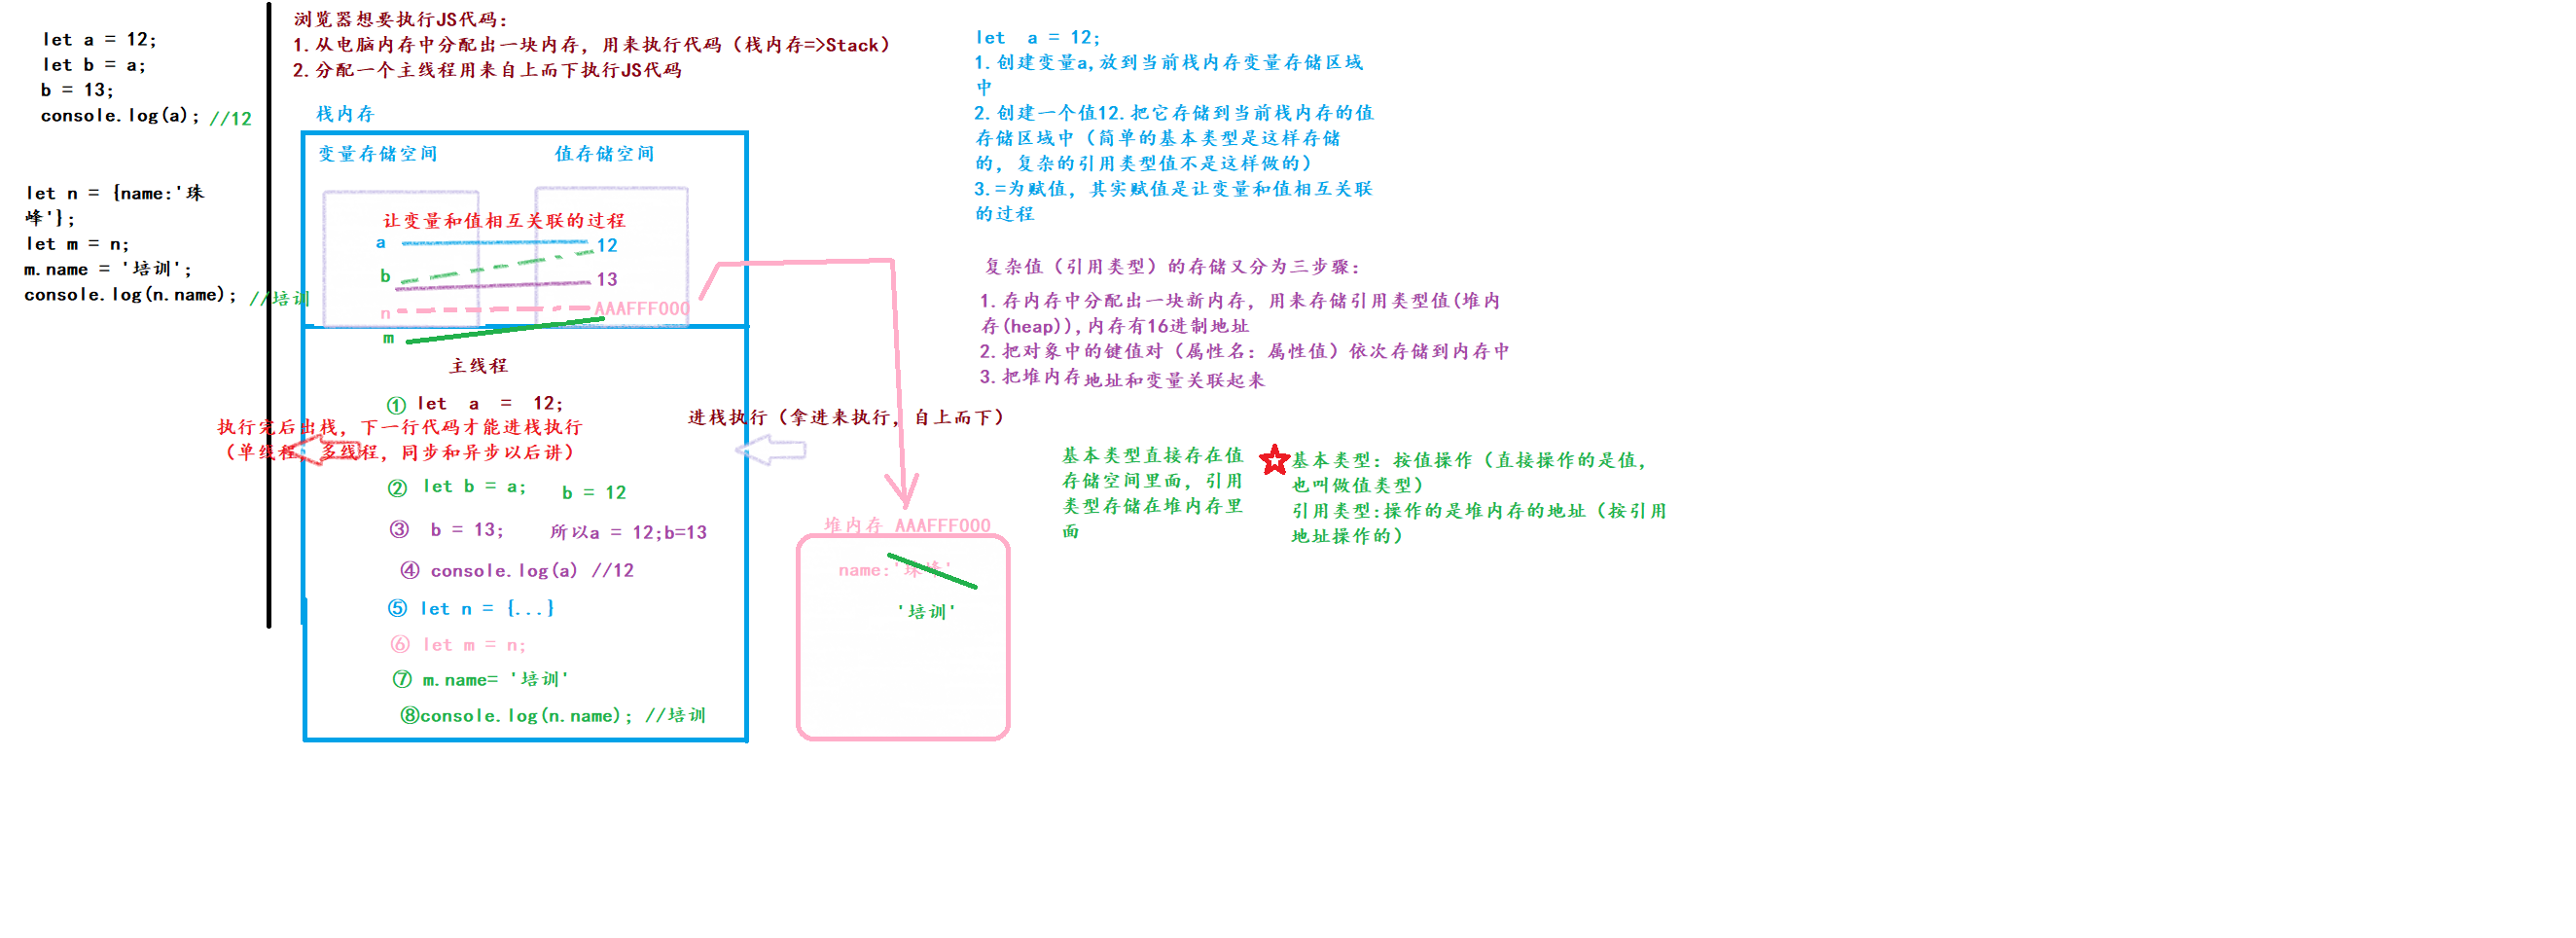 let a = 12;
let b = a;
b = 13;
console.log(a); //12
let n = {name:'珠
峰'};
let m = n;
m.name = '培训';
console.log(n.name); //培训
浏览器想要执行JS代码：
1.从电脑内存中分配出一块内存，用来执行代码（栈内存=>Stack）
2.分配一个主线程用来自上而下执行JS代码
栈内存
变量存储空间 值存储空间
让变量和值相互关联的过程
a 12
b 13
n AAAFFF000
m
主线程
① let a = 12;
执行完后出栈，下一行代码才能进栈执行
（单线程，多线程，同步和异步以后讲）
进栈执行（拿进来执行，自上而下）
② let b = a; b = 12
③ b = 13; 所以a = 12;b=13
④ console.log(a) //12
⑤ let n = {...}
⑥ let m = n;
⑦ m.name= '培训'
⑧console.log(n.name); //培训
堆内存 AAAFFF000
name:'珠峰'
'培训'
let a = 12;
1.创建变量a,放到当前栈内存变量存储区域
中
2.创建一个值12.把它存储到当前栈内存的值
存储区域中（简单的基本类型是这样存储
的，复杂的引用类型值不是这样做的）
3.=为赋值，其实赋值是让变量和值相互关联
的过程
复杂值（引用类型）的存储又分为三步骤：
1.存内存中分配出一块新内存，用来存储引用类型值(堆内
存(heap)),内存有16进制地址
2.把对象中的键值对（属性名：属性值）依次存储到内存中
3.把堆内存地址和变量关联起来
基本类型直接存在值
存储空间里面，引用
类型存储在堆内存里
面
基本类型：按值操作（直接操作的是值，
也叫做值类型）
引用类型:操作的是堆内存的地址（按引用
地址操作的）